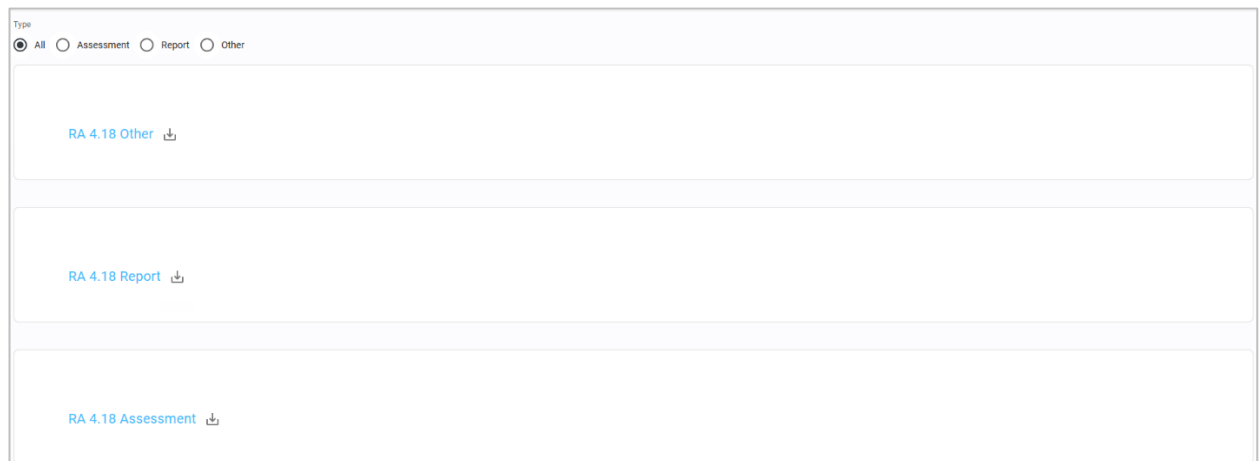 Type
All Assessment Report Other
RA 4.18 Other
RA 4.18 Report
RA 4.18 Assessment